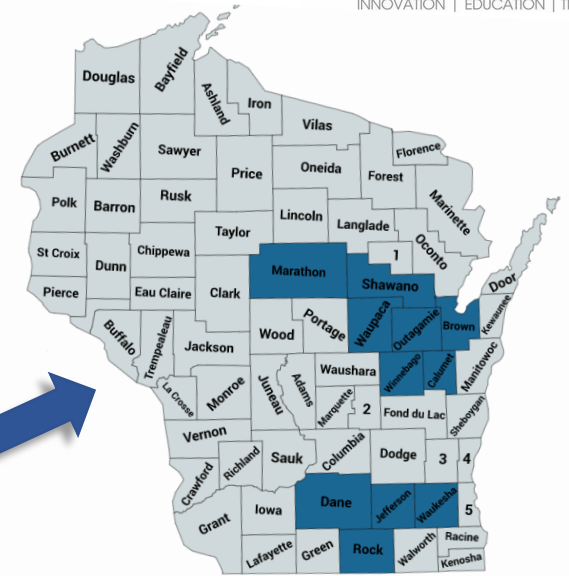 INNOVATION | EDUCATION |
Douglas
Bayfield
Ashland
Iron
Vilas
Burnett
Washburn
Sawyer
Price
Oneida
Forest
Florence
Marinette
Polk
Barron
Rusk
Lincoln
Langlade
Oconto
Taylor
1
St Croix
Dunn
Chippewa
Marathon
Shawano
Door
Pierce
Eau Claire
Clark
Waupaca
Outagamie
Brown
Kewaunee
Buffalo
Trempealeau
Jackson
Wood
Portage
Waushara
Winnebago
Calumet
Manitowoc
La Crosse
Monroe
Juneau
Adams
Marquette
2
Fond du Lac
Sheboygan
Vernon
Crawford
Richland
Sauk
Columbia
Dodge
3
4
Grant
Iowa
Dane
Jefferson
Waukesha
5
Lafayette
Green
Rock
Walworth
Racine
Kenosha